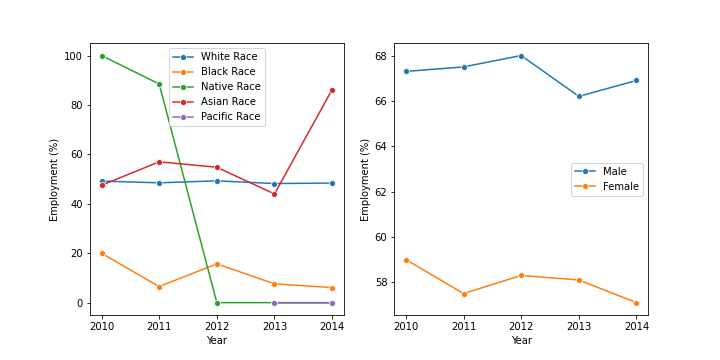 100
80
60
40
20
0
Employment (%)
2010 2011 2012 2013 2014
Year
White Race
Black Race
Native Race
Asian Race
Pacific Race
68
66
64
62
60
58
Employment (%)
2010 2011 2012 2013 2014
Year
Male
Female